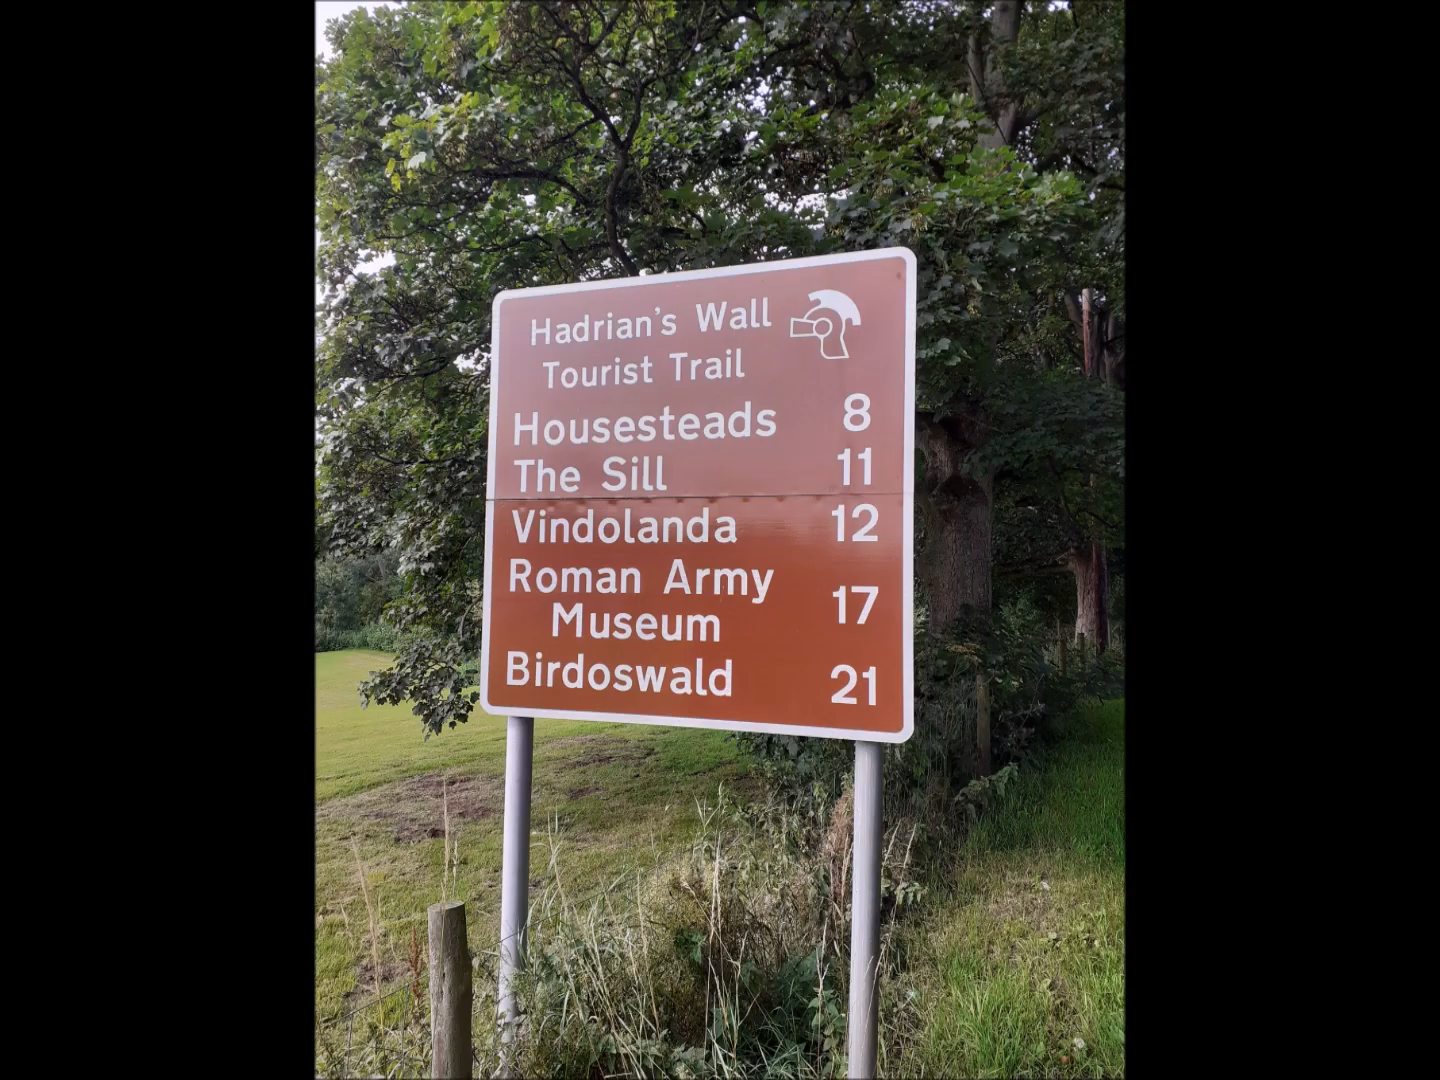 Hadrian's Wall
Tourist Trail
Housesteads 8
The Sill 11
Vindolanda 12
Roman Army
Museum 17
Birdoswald 21